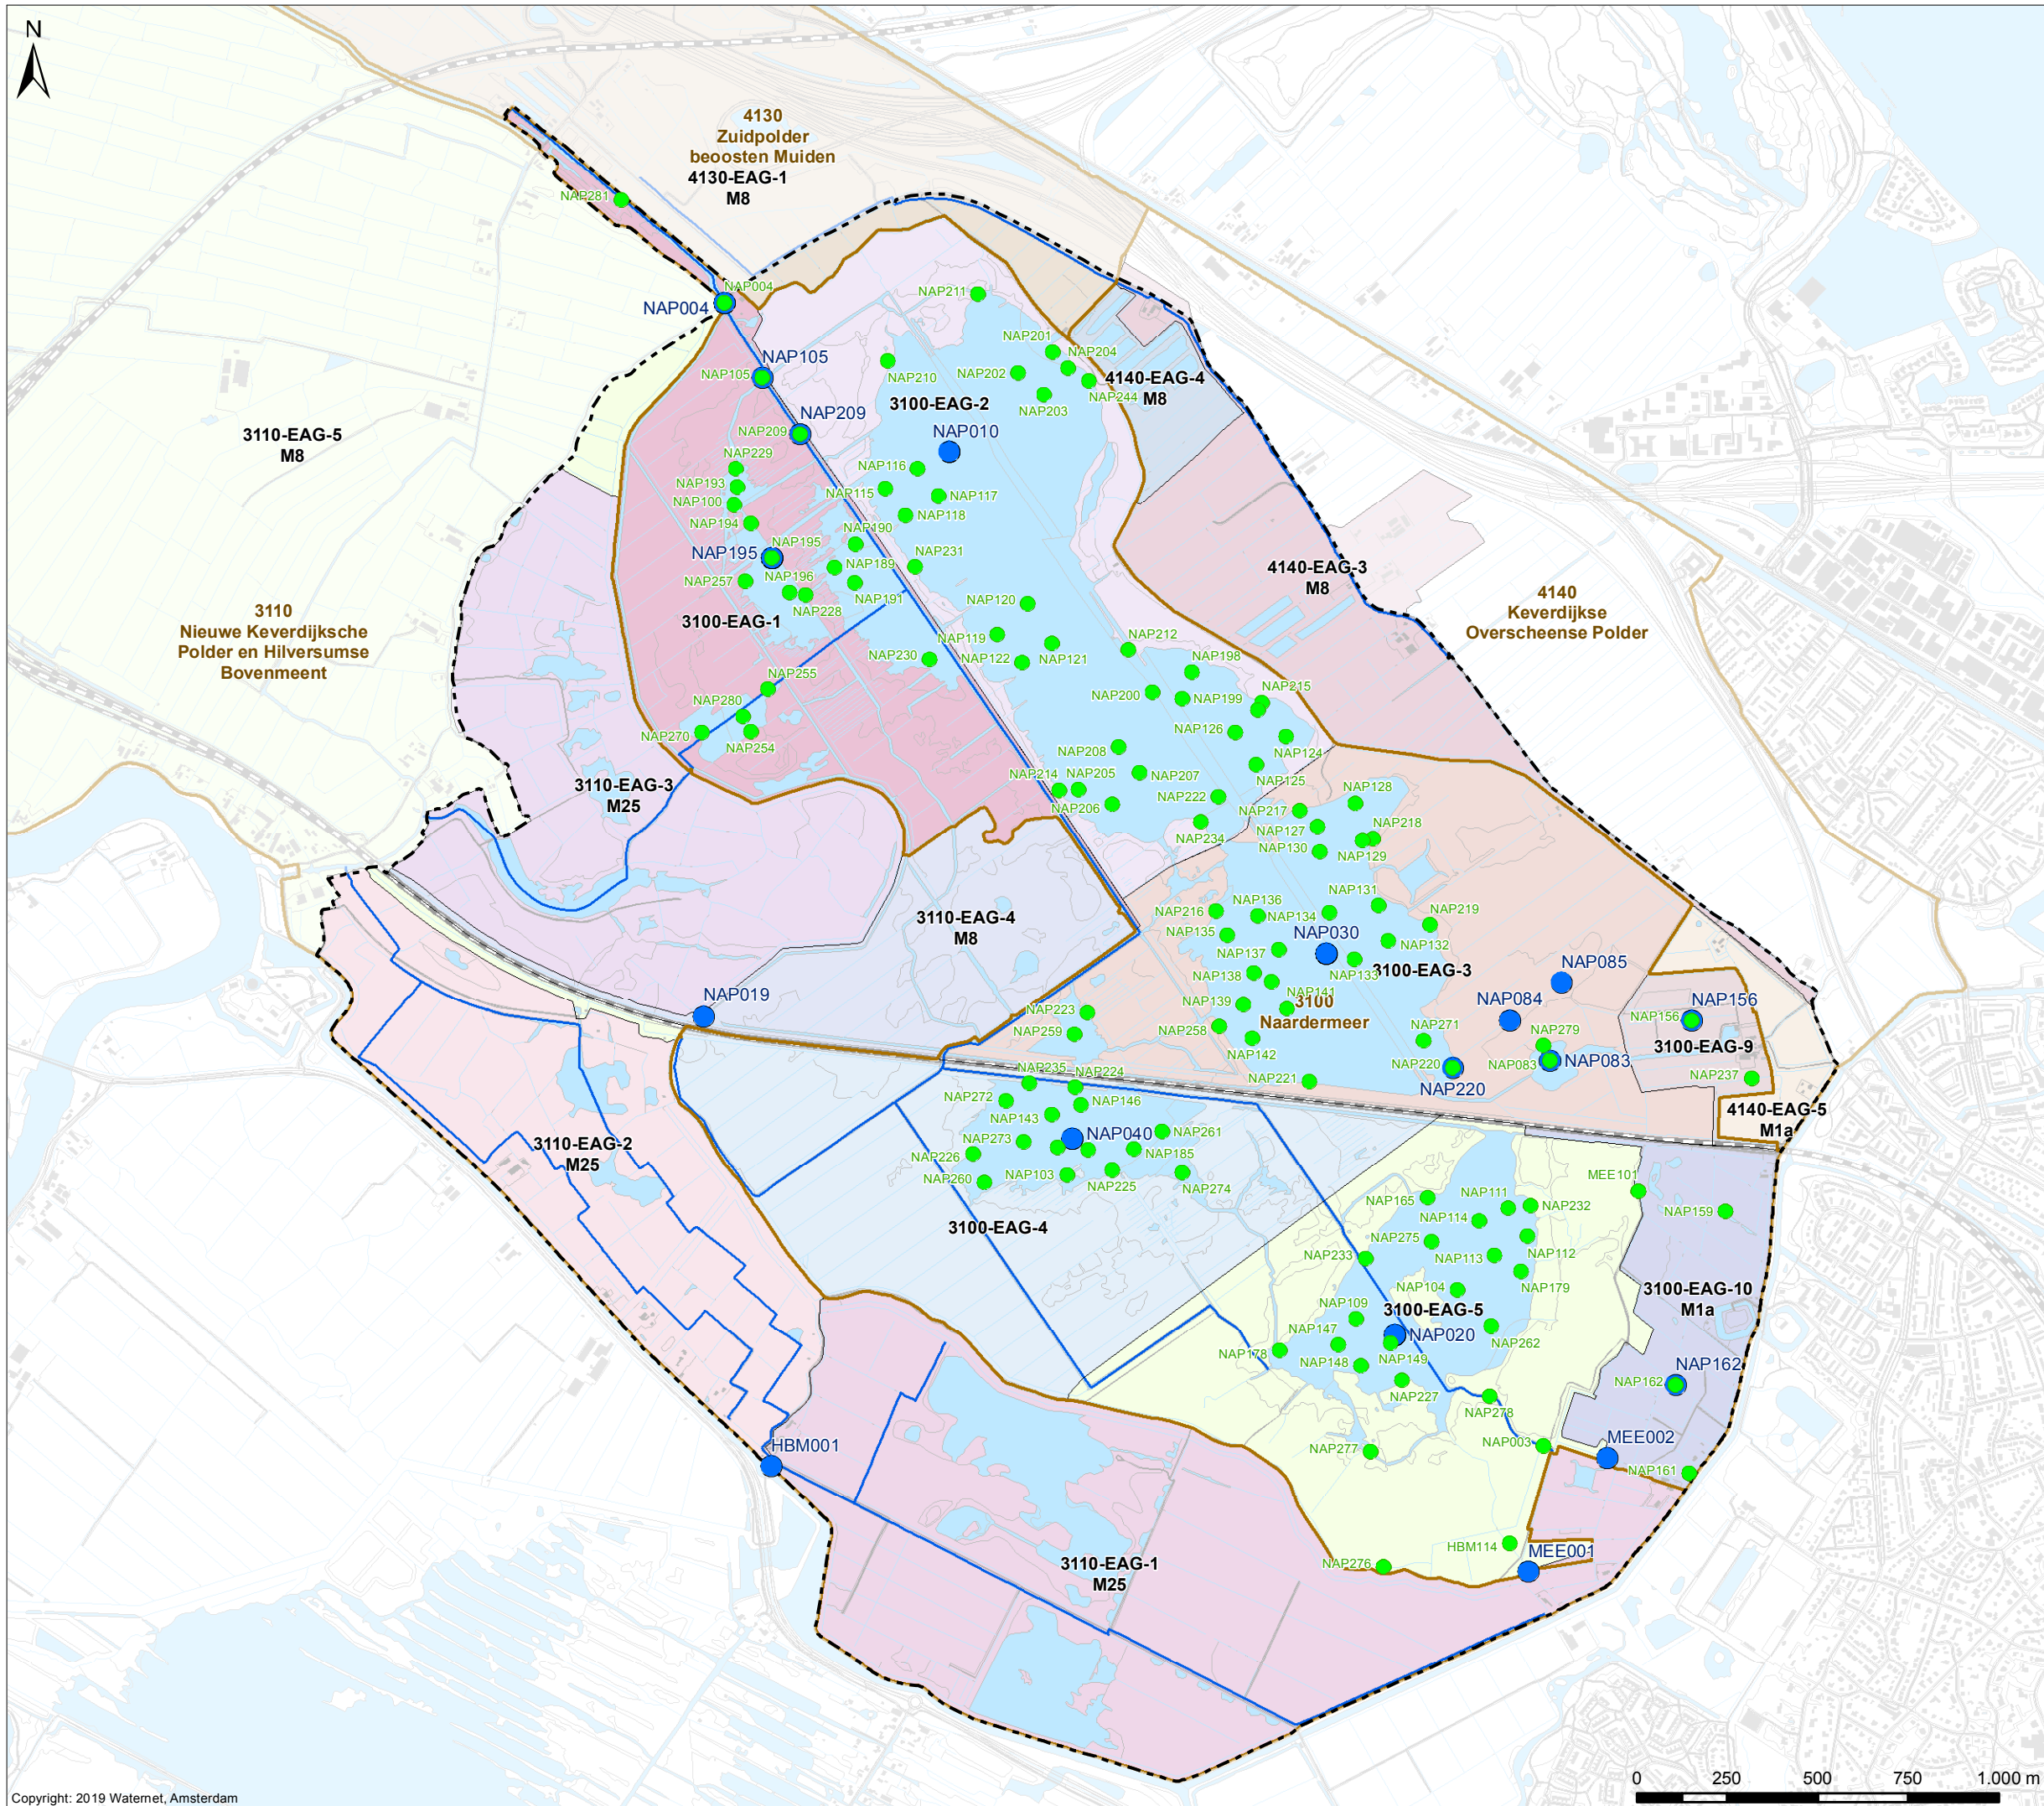 N
4130
Zuidpolder
beoosten Muiden
4130-EAG-1
M8
NAP281
NAP004
NAP004
NAP211
NAP105
NAP105
NAP201
NAP204
NAP210
NAP202
4140-EAG-4
M8
NAP244
NAP203
3100-EAG-2
NAP209
NAP209
NAP010
3110-EAG-5
M8
NAP229
NAP116
NAP193
NAP115
NAP117
NAP100
NAP118
NAP194
NAP190
NAP195
NAP195
NAP231
NAP189
NAP257
NAP196
NAP191
NAP228
4140-EAG-3
M8
3110
Nieuwe Keverdijksche
Polder en Hilversumse
Bovenmeent
4140
Keverdijkse
Overscheense Polder
3100-EAG-1
NAP120
NAP119
NAP212
NAP230
NAP122
NAP121
NAP198
NAP255
NAP200
NAP199
NAP215
NAP280
NAP270
NAP254
NAP126
NAP124
NAP208
NAP125
NAP214
NAP205
NAP207
3110-EAG-3
M25
NAP206
NAP222
NAP128
NAP217
NAP234
NAP127
NAP218
NAP130
NAP129
NAP131
NAP216
NAP136
NAP134
NAP219
3110-EAG-4
M8
NAP135
NAP030
NAP132
NAP137
NAP133
3100-EAG-3
NAP085
NAP138
NAP019
NAP141
NAP139
3100
Naardermeer
NAP084
NAP156
NAP156
NAP223
NAP259
NAP258
NAP142
NAP271
NAP279
3100-EAG-9
NAP220
NAP220
NAP083
NAP083
NAP235
NAP224
NAP221
NAP237
NAP272
NAP146
NAP143
4140-EAG-5
M1a
NAP040
NAP261
3110-EAG-2
M25
NAP273
NAP226
NAP185
NAP260
NAP103
NAP225
NAP274
MEE101
NAP165
NAP111
NAP232
NAP159
NAP114
3100-EAG-4
NAP275
NAP233
NAP113
NAP112
NAP104
NAP179
3100-EAG-10
M1a
NAP109
3100-EAG-5
NAP020
NAP147
NAP178
NAP148
NAP149
NAP262
NAP162
NAP162
NAP227
NAP278
NAP277
NAP003
MEE002
HBM001
NAP161
HBM114
MEE001
3110-EAG-1
M25
NAP276
0 250 500 750 1.000 m
Copyright: 2019 Waternet, Amsterdam